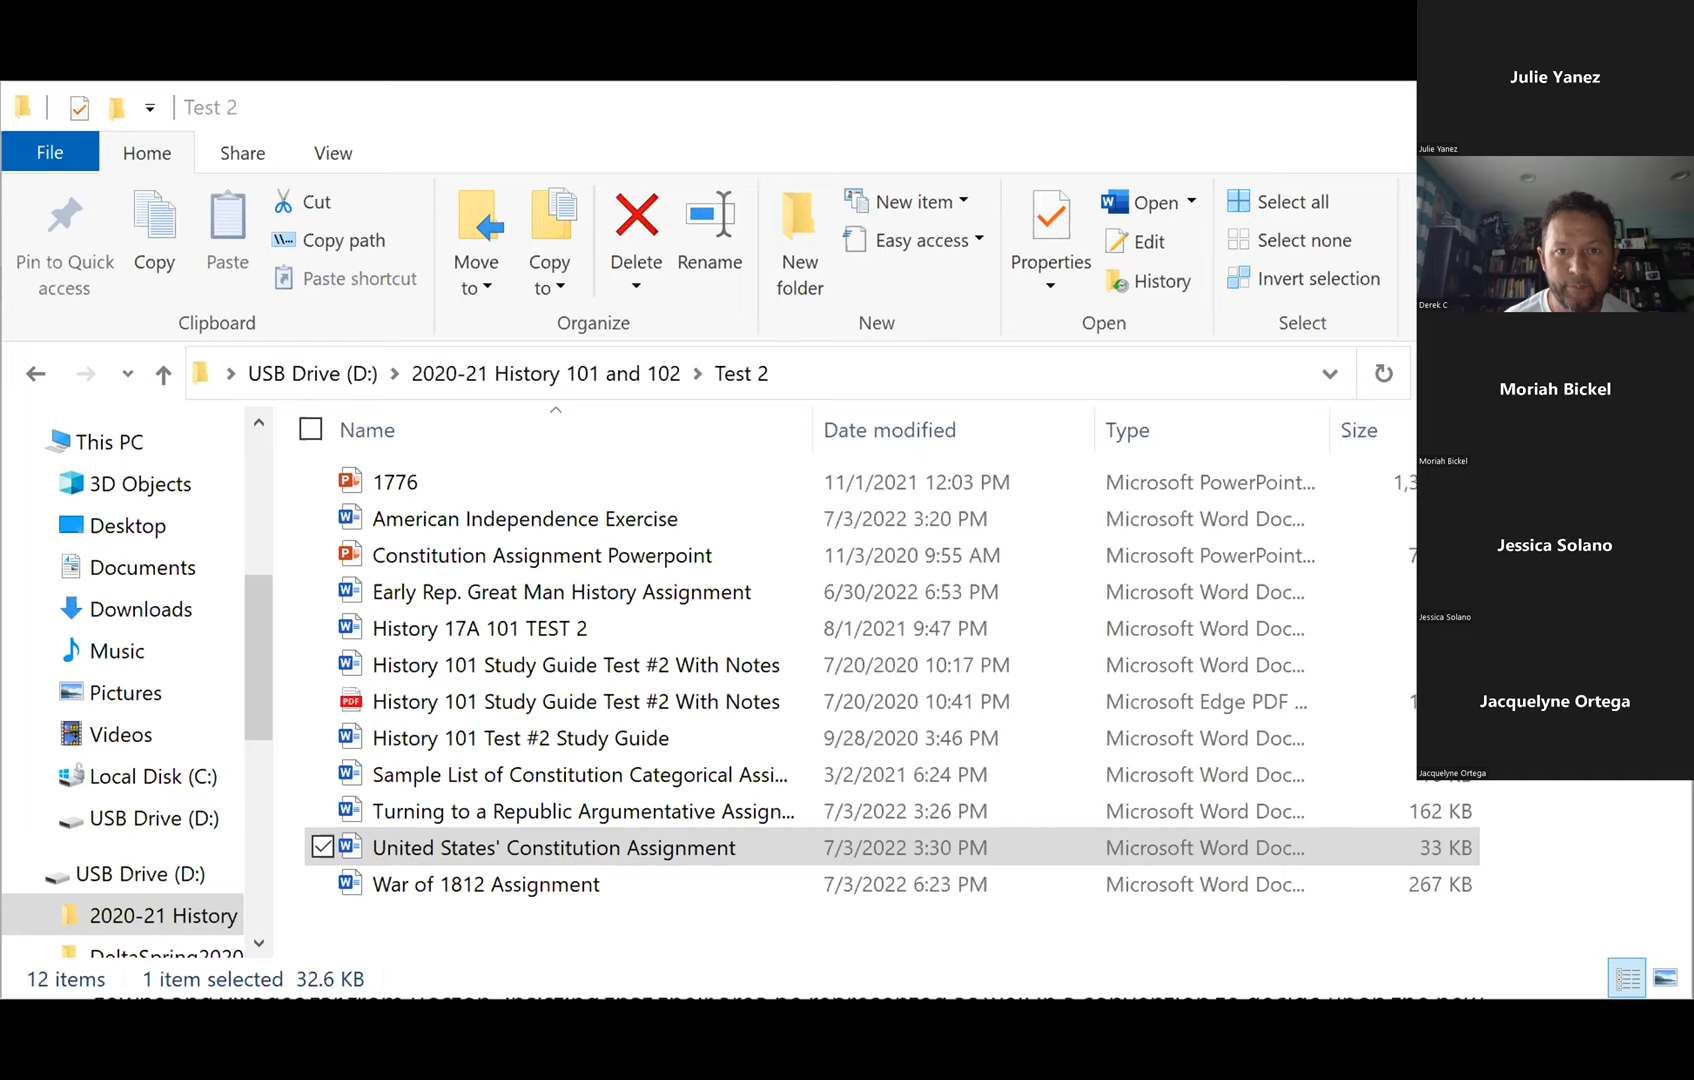 Test 2
File Home Share View
Pin to Quick access
Copy
Paste
Cut
Copy path
Paste shortcut
Clipboard
Move to
Copy to
Delete
Rename
Organize
New folder
New item
Easy access
New
Properties
Open
Edit
History
Open
Select all
Select none
Invert selection
Select
USB Drive (D:) > 2020-21 History 101 and 102 > Test 2
This PC
3D Objects
Desktop
Documents
Downloads
Music
Pictures
Videos
Local Disk (C:)
USB Drive (D:)
USB Drive (D:)
2020-21 History
DeltaSpring2020
Name Date modified Type Size
1776 11/1/2021 12:03 PM Microsoft PowerPoint... 1,3
American Independence Exercise 7/3/2022 3:20 PM Microsoft Word Doc...
Constitution Assignment Powerpoint 11/3/2020 9:55 AM Microsoft PowerPoint... 7
Early Rep. Great Man History Assignment 6/30/2022 6:53 PM Microsoft Word Doc...
History 17A 101 TEST 2 8/1/2021 9:47 PM Microsoft Word Doc...
History 101 Study Guide Test #2 With Notes 7/20/2020 10:17 PM Microsoft Word Doc...
PDF History 101 Study Guide Test #2 With Notes 7/20/2020 10:41 PM Microsoft Edge PDF ... 1
History 101 Test #2 Study Guide 9/28/2020 3:46 PM Microsoft Word Doc...
Sample List of Constitution Categorical Assi... 3/2/2021 6:24 PM Microsoft Word Doc... KB
Turning to a Republic Argumentative Assign... 7/3/2022 3:26 PM Microsoft Word Doc... 162 KB
United States' Constitution Assignment 7/3/2022 3:30 PM Microsoft Word Doc... 33 KB
War of 1812 Assignment 7/3/2022 6:23 PM Microsoft Word Doc... 267 KB
12 items 1 item selected 32.6 KB
Julie Yanez
Julie Yanez
Derek C
Moriah Bickel
Moriah Bickel
Jessica Solano
Jessica Solano
Jacquelyne Ortega
Jacquelyne Ortega